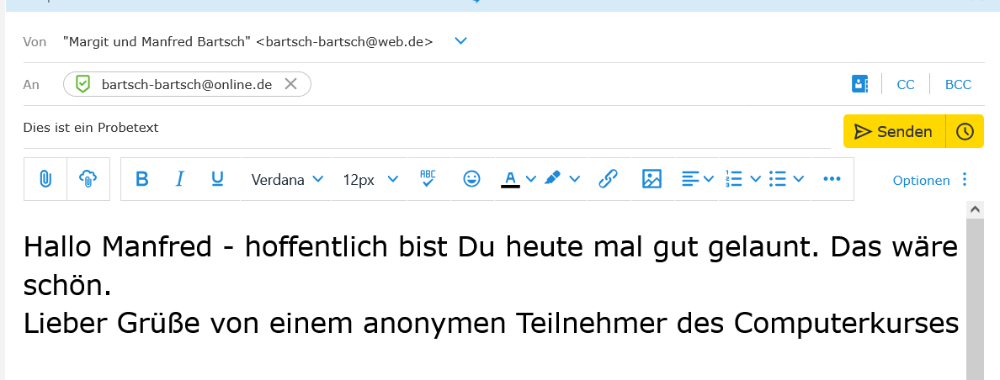 Von "Margit und Manfred Bartsch" <bartsch-bartsch@web.de>
An bartsch-bartsch@online.de CC BCC
Dies ist ein Probetext
Senden
B I U Verdana 12px ABC A Optionen
Hallo Manfred - hoffentlich bist Du heute mal gut gelaunt. Das wäre
schön.
Lieber Grüße von einem anonymen Teilnehmer des Computerkurses